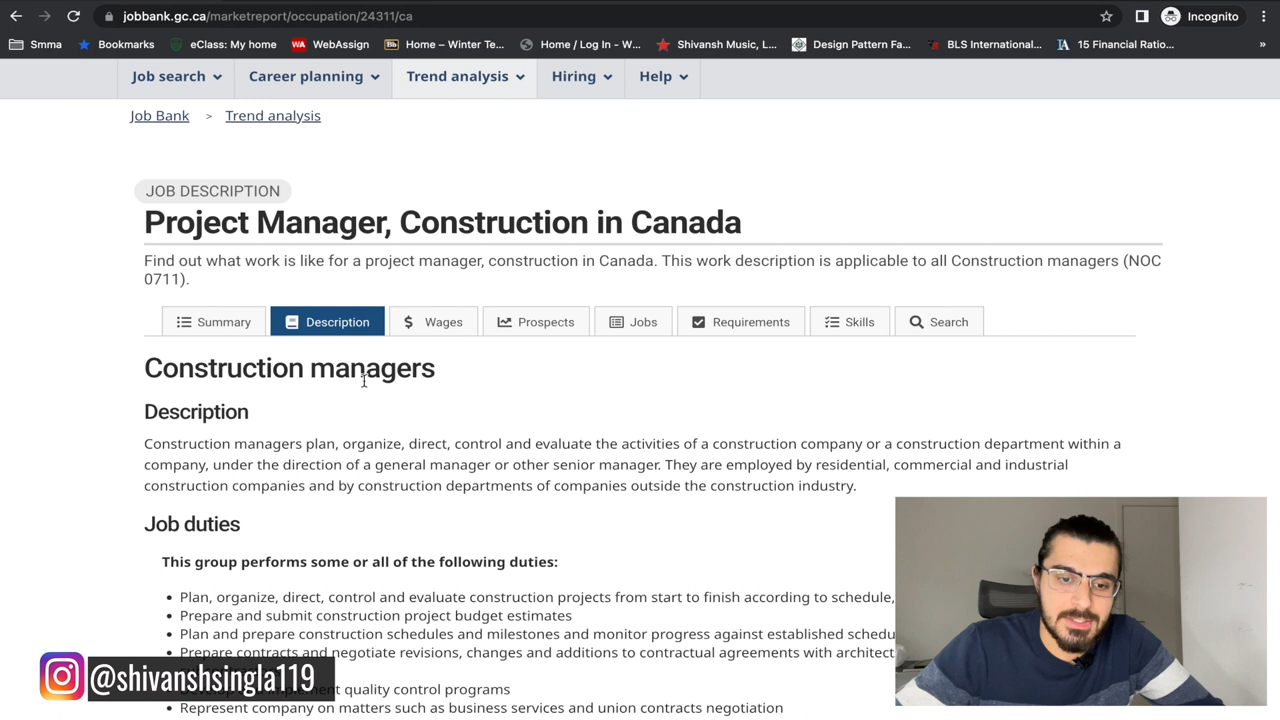 jobbank.gc.ca/marketreport/occupation/24311/ca
Incognito
Smma
Bookmarks
eClass: My home
WA
WebAssign
Bb
Home – Winter Te...
Home / Log In - W...
Shivansh Music, L...
Design Pattern Fa...
BLS International...
IA
15 Financial Ratio...
»
Job search
Career planning
Trend analysis
Hiring
Help
Job Bank > Trend analysis
JOB DESCRIPTION
Project Manager, Construction in Canada
Find out what work is like for a project manager, construction in Canada. This work description is applicable to all Construction managers (NOC
0711).
Summary
Description
$ Wages
Prospects
Jobs
Requirements
Skills
Search
Construction managers
Description
Construction managers plan, organize, direct, control and evaluate the activities of a construction company or a construction department within a
company, under the direction of a general manager or other senior manager. They are employed by residential, commercial and industrial
construction companies and by construction departments of companies outside the construction industry.
Job duties
This group performs some or all of the following duties:
• Plan, organize, direct, control and evaluate construction projects from start to finish according to schedule,
• Prepare and submit construction project budget estimates
• Plan and prepare construction schedules and milestones and monitor progress against established schedu
• Prepare contracts and negotiate revisions, changes and additions to contractual agreements with architect
@shivanshsingla119
quality control programs
• Represent company on matters such as business services and union contracts negotiation